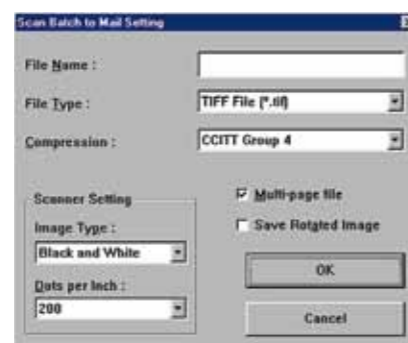 Scan Batch to Mail Setting
File Name :
File Type : TIFF File (*.tif)
Compression : CCITT Group 4
Scanner Setting
Image Type :
Black and White
Dots per Inch :
200
Multi-page file
Save Rotated Image
OK
Cancel